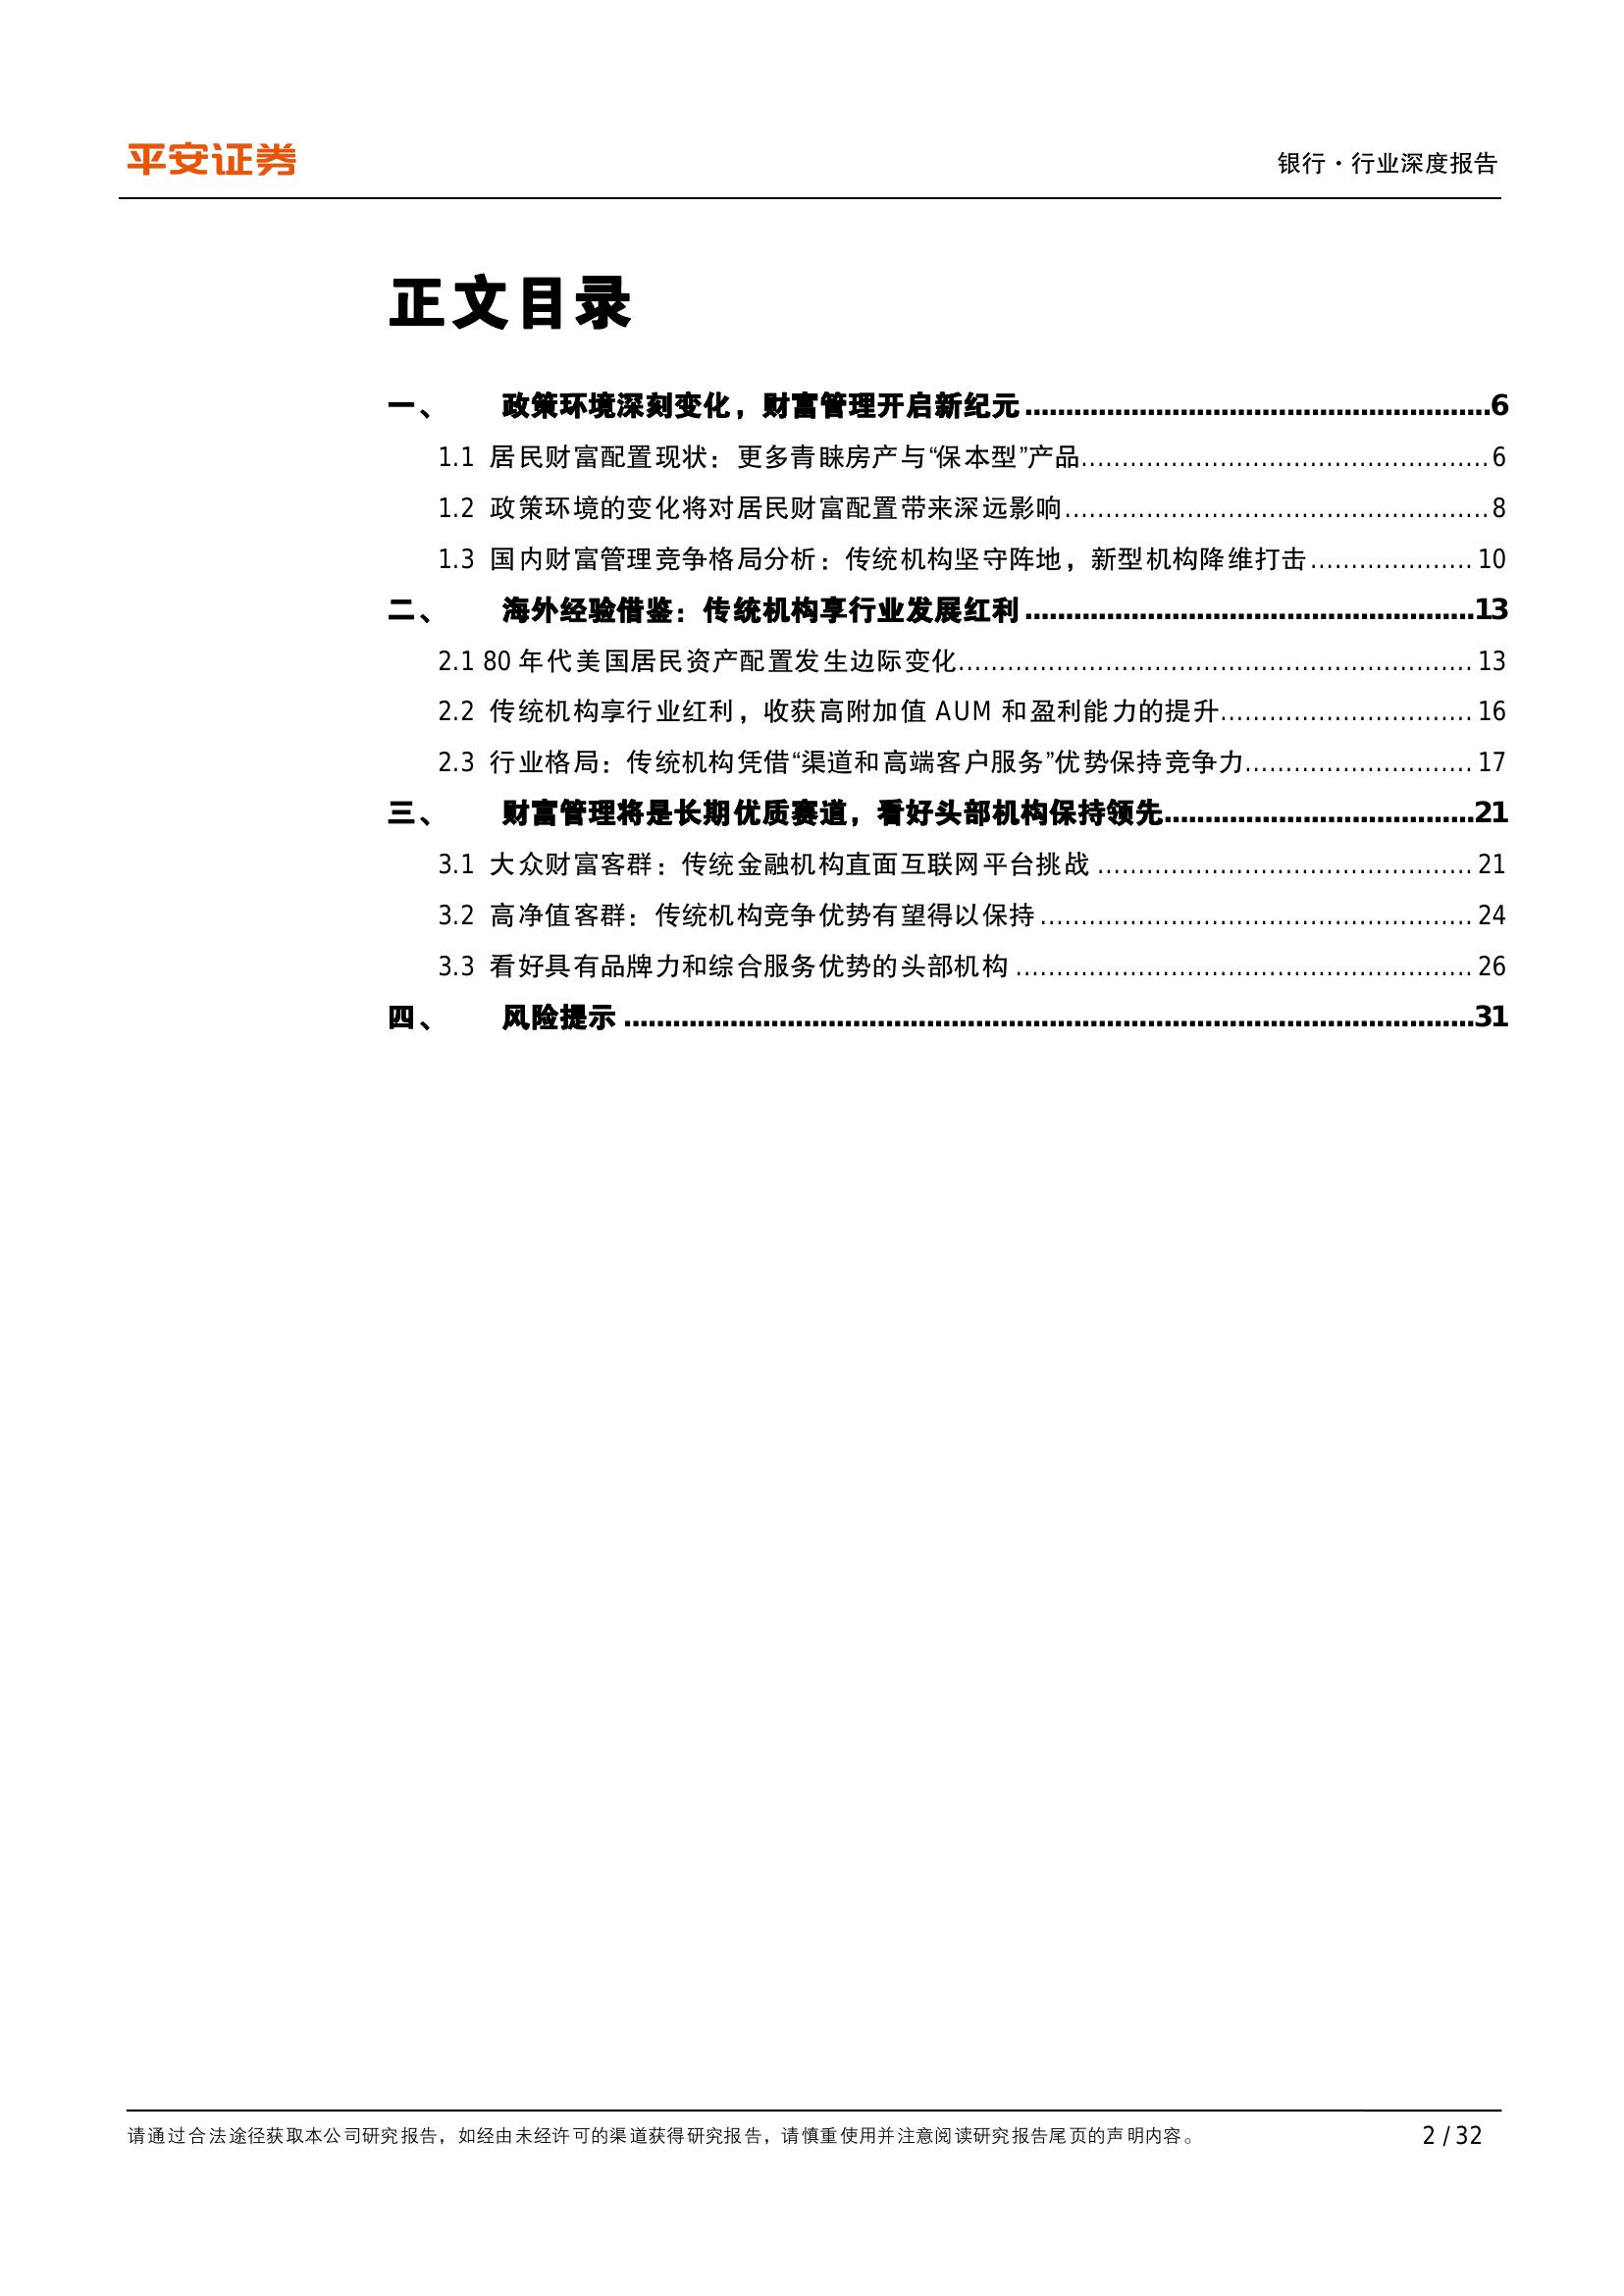 平安证券
银行·行业深度报告
正文目录
一、 政策环境深刻变化，财富管理开启新纪元.........................................................6
1.1 居民财富配置现状：更多青睐房产与“保本型”产品.................................................. 6
1.2 政策环境的变化将对居民财富配置带来深远影响.................................................... 8
1.3 国内财富管理竞争格局分析：传统机构坚守阵地，新型机构降维打击.................... 10
二、 海外经验借鉴：传统机构享行业发展红利.......................................................13
2.1 80 年代美国居民资产配置发生边际变化............................................................... 13
2.2 传统机构享行业红利，收获高附加值 AUM 和盈利能力的提升............................... 16
2.3 行业格局：传统机构凭借“渠道和高端客户服务”优势保持竞争力............................ 17
三、 财富管理将是长期优质赛道，看好头部机构保持领先......................................21
3.1 大众财富客群：传统金融机构直面互联网平台挑战 .............................................. 21
3.2 高净值客群：传统机构竞争优势有望得以保持 ..................................................... 24
3.3 看好具有品牌力和综合服务优势的头部机构 ........................................................ 26
四、 风险提示 ........................................................................................................31
请通过合法途径获取本公司研究报告，如经由未经许可的渠道获得研究报告，请慎重使用并注意阅读研究报告尾页的声明内容。 2 / 32